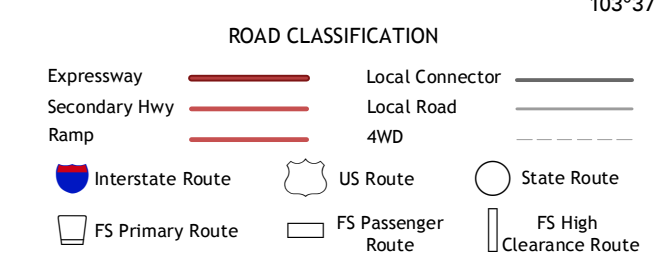 103°37
ROAD CLASSIFICATION
Expressway
Local Connector
Secondary Hwy
Local Road
Ramp
4WD
Interstate Route
US Route
State Route
FS Primary Route
FS Passenger
Route
FS High
Clearance Route